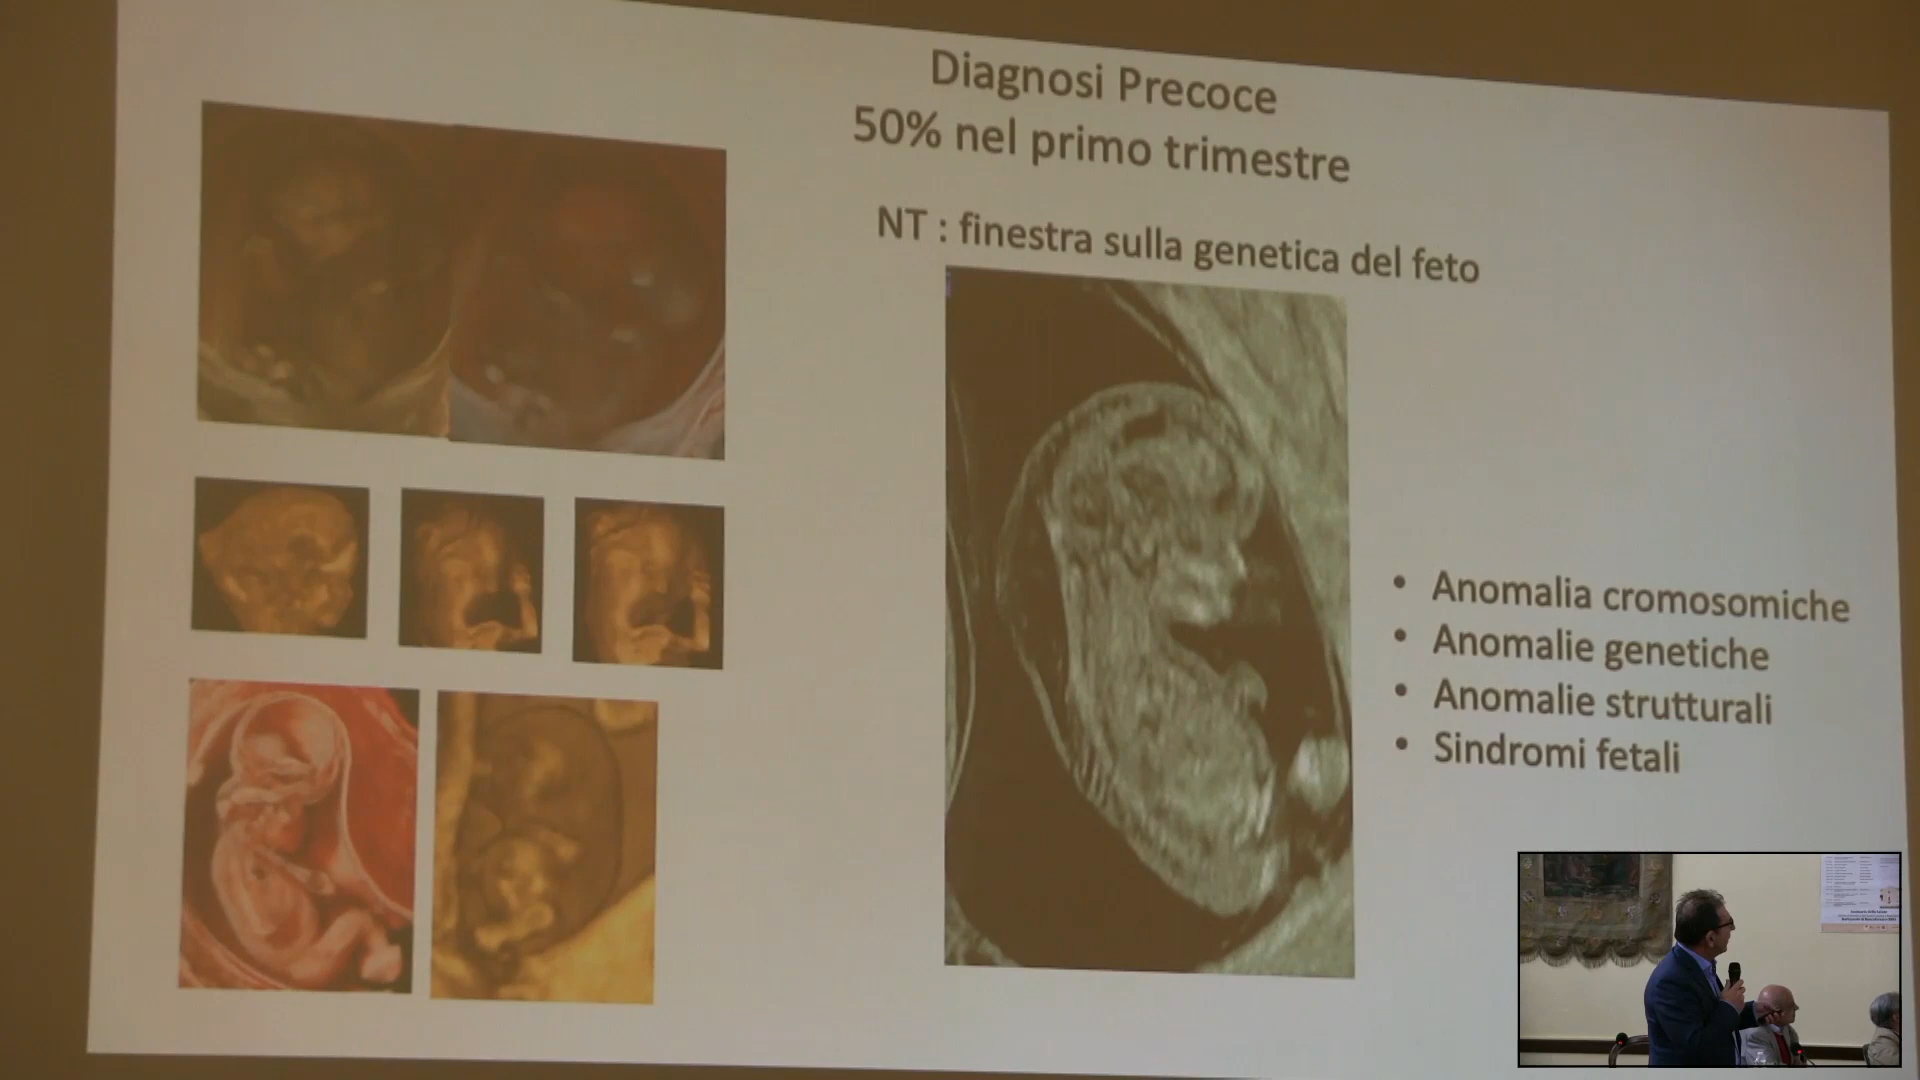 Diagnosi Precoce
50% nel primo trimestre
NT : finestra sulla genetica del feto
• Anomalia cromosomiche
• Anomalie genetiche
• Anomalie strutturali
• Sindromi fetali